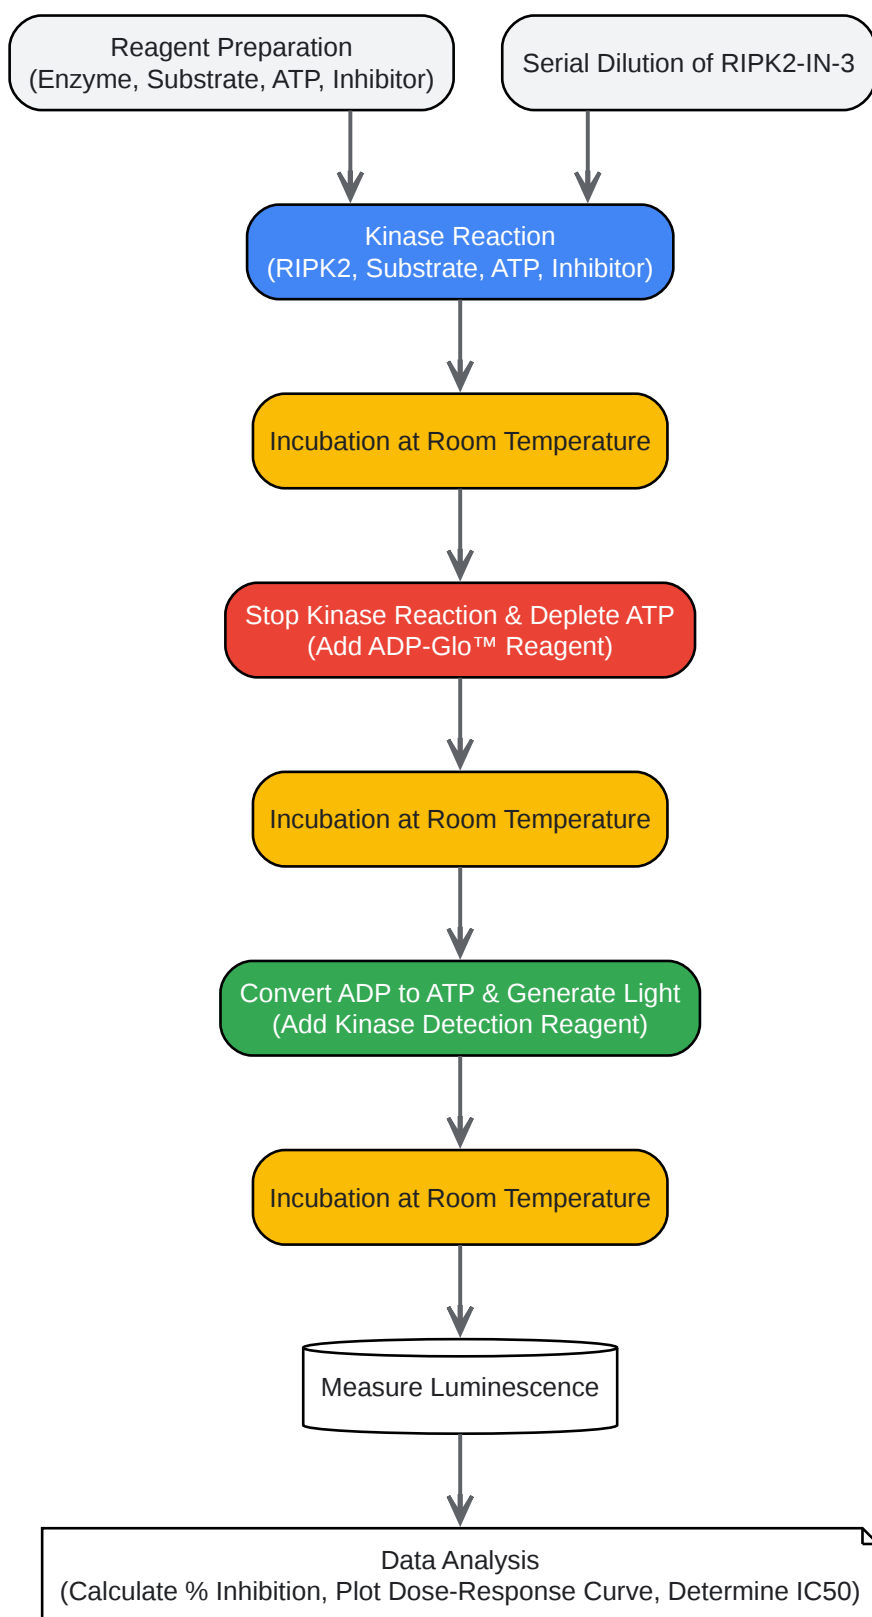 Reagent Preparation
(Enzyme, Substrate, ATP, Inhibitor)
Serial Dilution of RIPK2-IN-3
Kinase Reaction
(RIPK2, Substrate, ATP, Inhibitor)
Incubation at Room Temperature
Stop Kinase Reaction & Deplete ATP
(Add ADP-Glo™ Reagent)
Incubation at Room Temperature
Convert ADP to ATP & Generate Light
(Add Kinase Detection Reagent)
Incubation at Room Temperature
Measure Luminescence
Data Analysis
(Calculate % Inhibition, Plot Dose-Response Curve, Determine IC50)